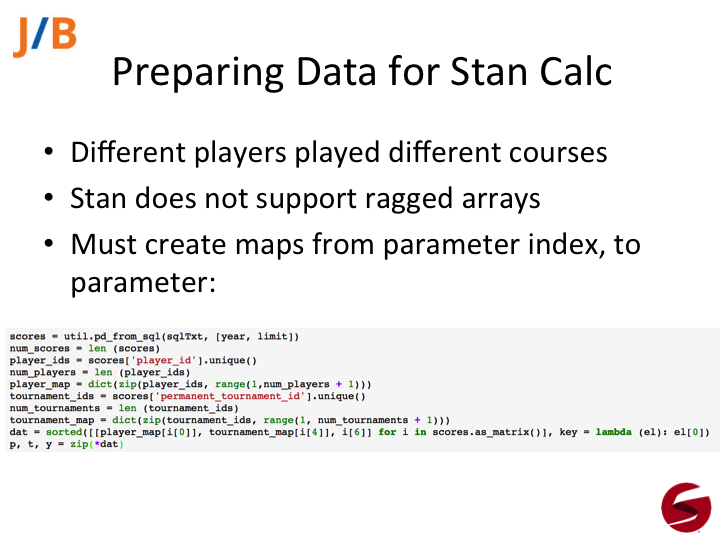 J/B
Preparing Data for Stan Calc
• Different players played different courses
• Stan does not support ragged arrays
• Must create maps from parameter index, to
parameter:
scores = util.pd_from_sql(sqlTxt, [year, limit])
num_scores = len (scores)
player_ids = scores['player_id'].unique()
num_players = len (player_ids)
player_map = dict(zip(player_ids, range(1,num_players + 1)))
tournament_ids = scores['permanent_tournament_id'].unique()
num_tournaments = len (tournament_ids)
tournament_map = dict(zip(tournament_ids, range(1, num_tournaments + 1)))
dat = sorted([[player_map[i[0]], tournament_map[i[4]], i[6]] for i in scores.as_matrix()], key = lambda (el): el[0])
p, t, y = zip(*dat)